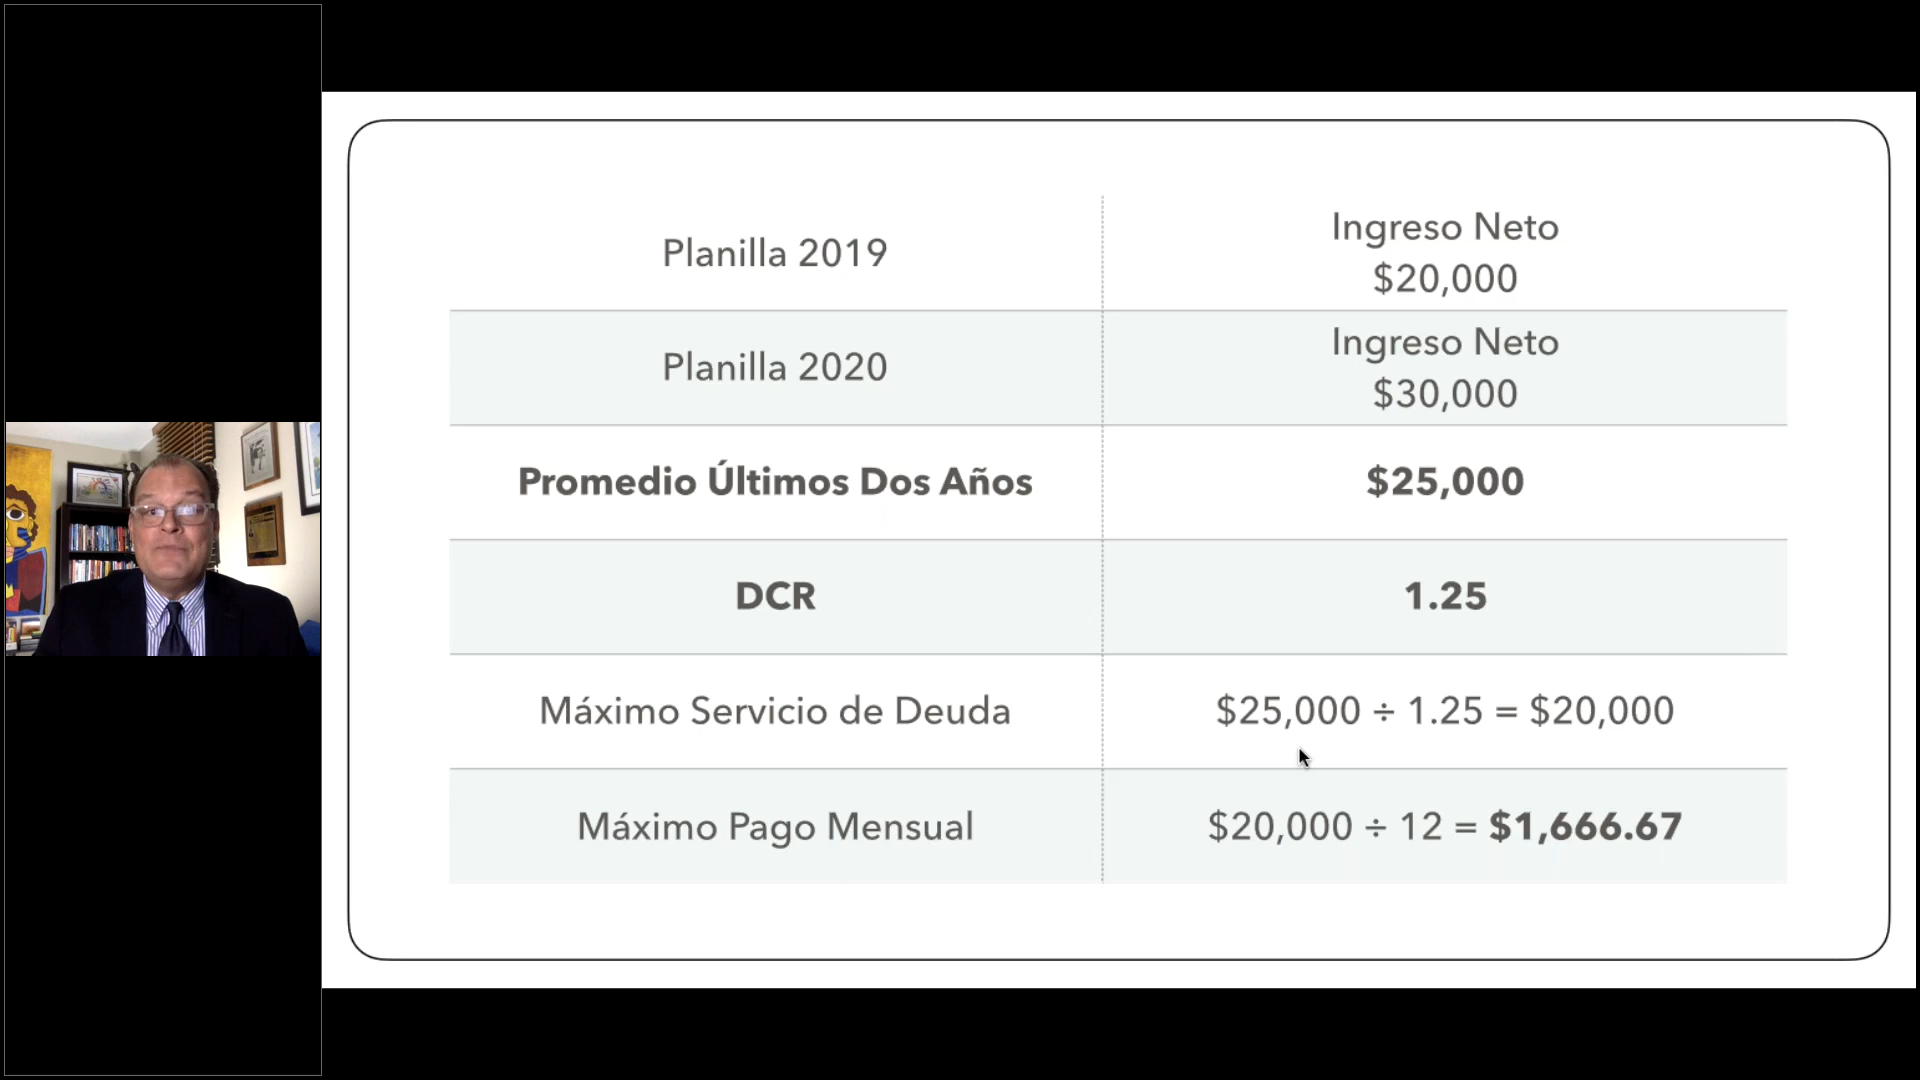 Planilla 2019
Ingreso Neto
$20,000
Planilla 2020
Ingreso Neto
$30,000
Promedio Últimos Dos Años
$25,000
DCR
1.25
Máximo Servicio de Deuda
$25,000 ÷ 1.25 = $20,000
Máximo Pago Mensual
$20,000 ÷ 12 = $1,666.67